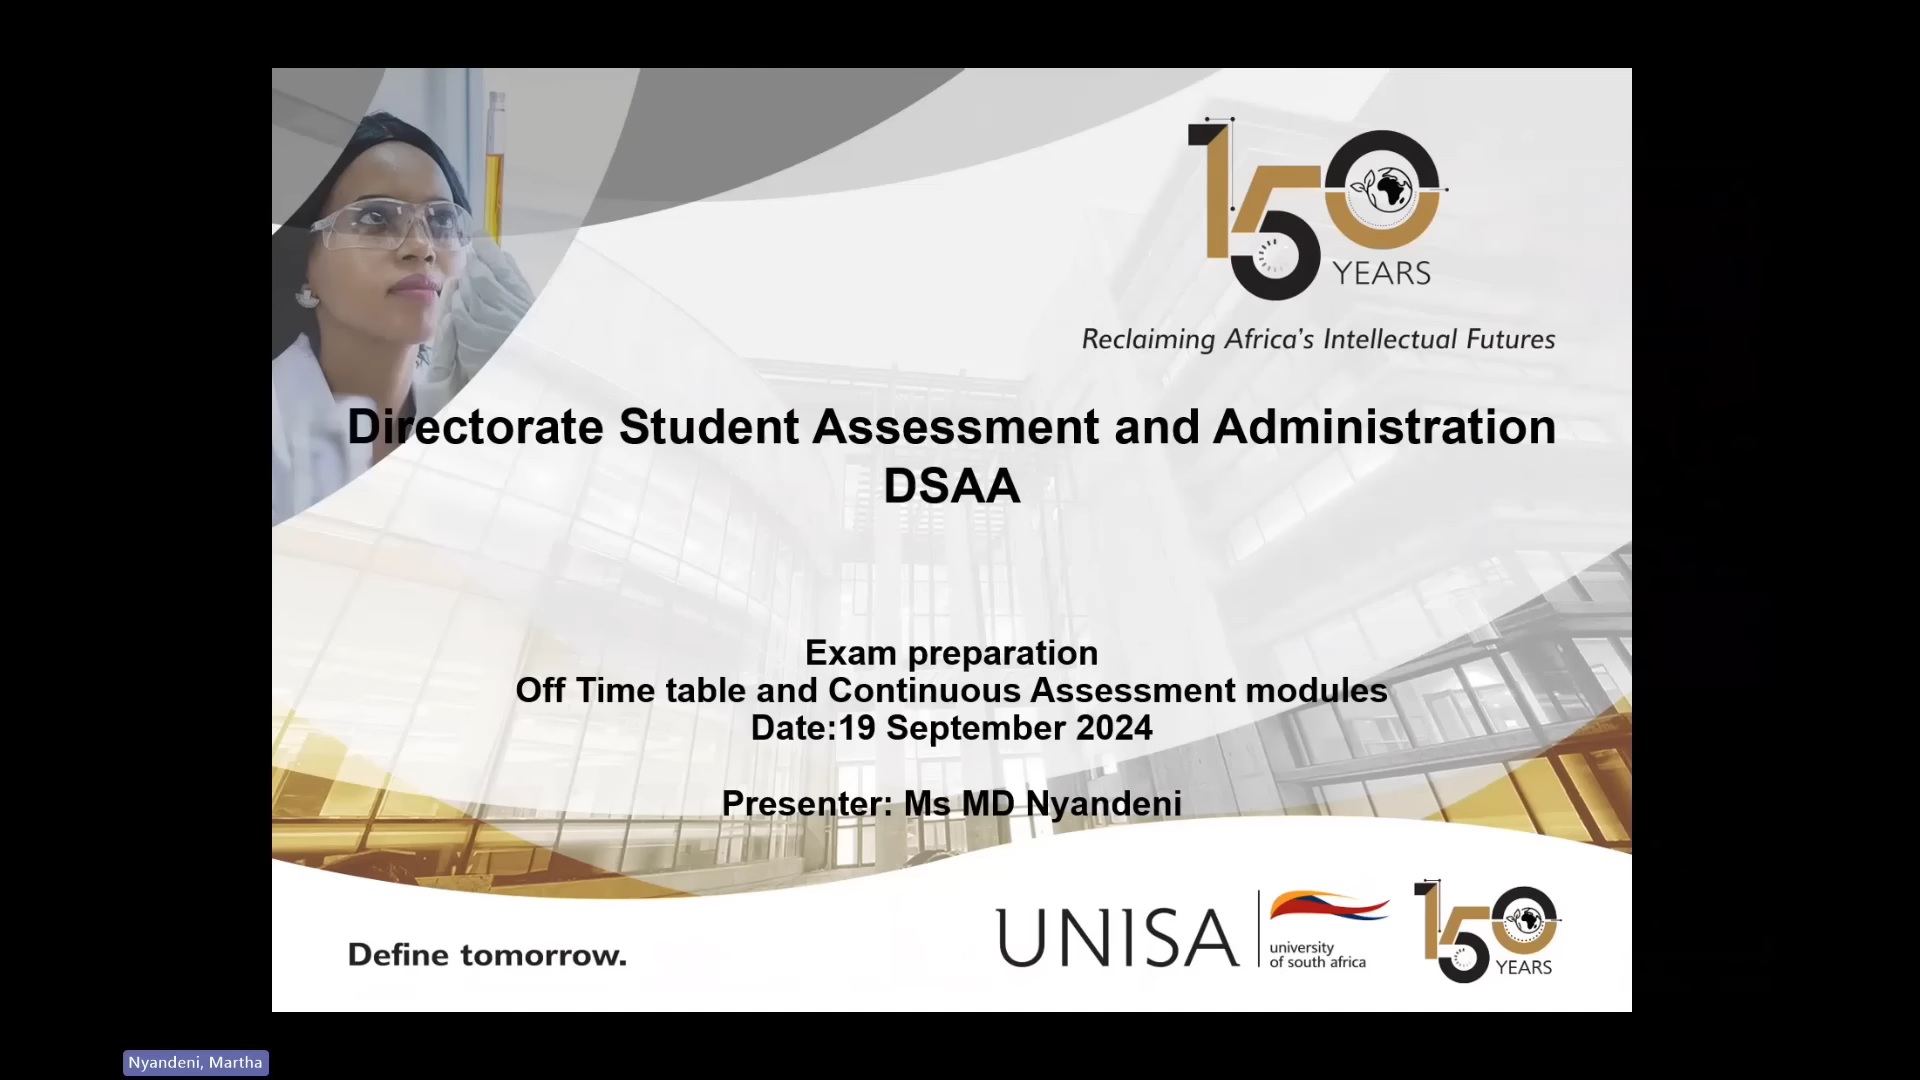 150
YEARS
Reclaiming Africa's Intellectual Futures
Directorate Student Assessment and Administration
DSAA
Exam preparation
Off Time table and Continuous Assessment modules
Date:19 September 2024
Presenter: Ms MD Nyandeni
Define tomorrow.
UNISA
university
of south africa
150
YEARS
Nyandeni, Martha